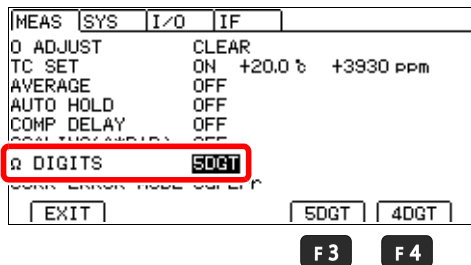 MEAS SYS I/O IF
0 ADJUST CLEAR
TC SET ON +20.0 ℃ +3930 ppm
AVERAGE OFF
AUTO HOLD OFF
COMP DELAY OFF
Ω DIGITS 5DGT
EXIT 5DGT 4DGT
F3 F4